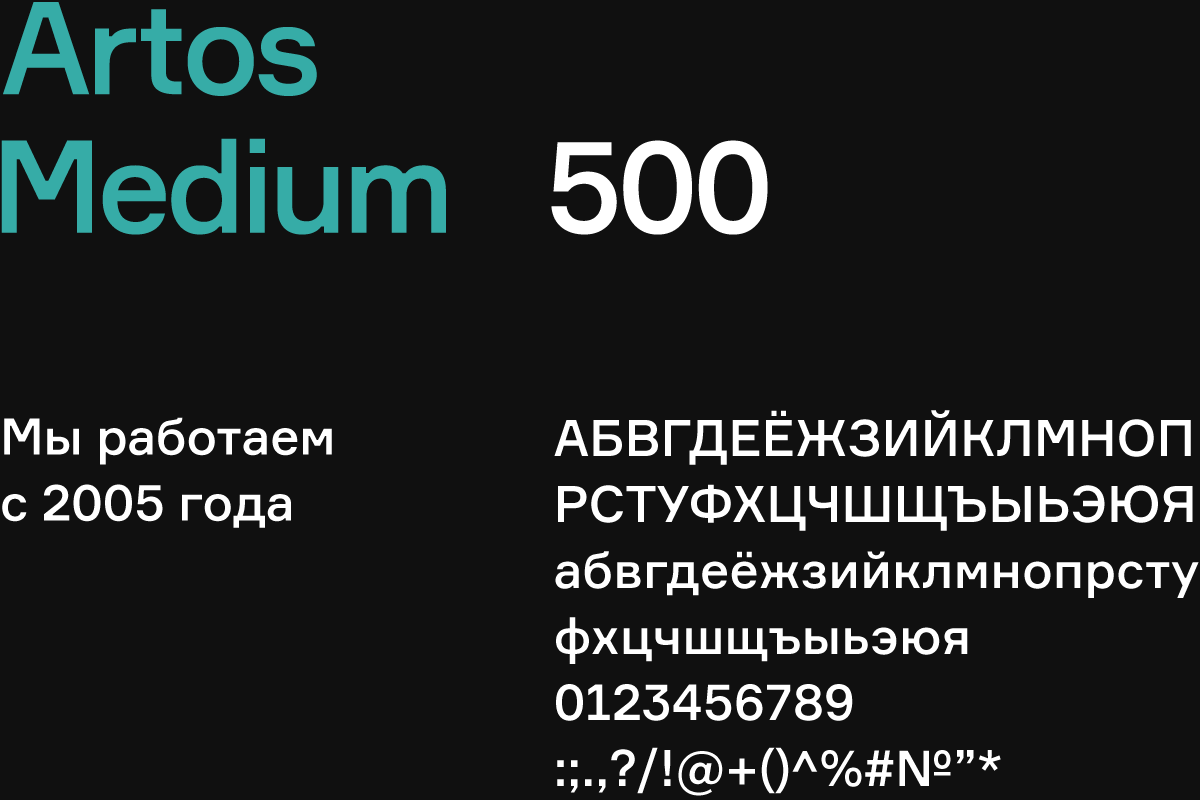 Artos
Medium
500
Мы работаем
с 2005 года
АБВГДЕЁЖЗИЙКЛМНОП
РСТУФХЦЧШЩЪЫЬЭЮЯ
абвгдеёжзийклмнопрсту
фхцчшщъыьэюя
0123456789
:;.,?/!@+()^%#№”*